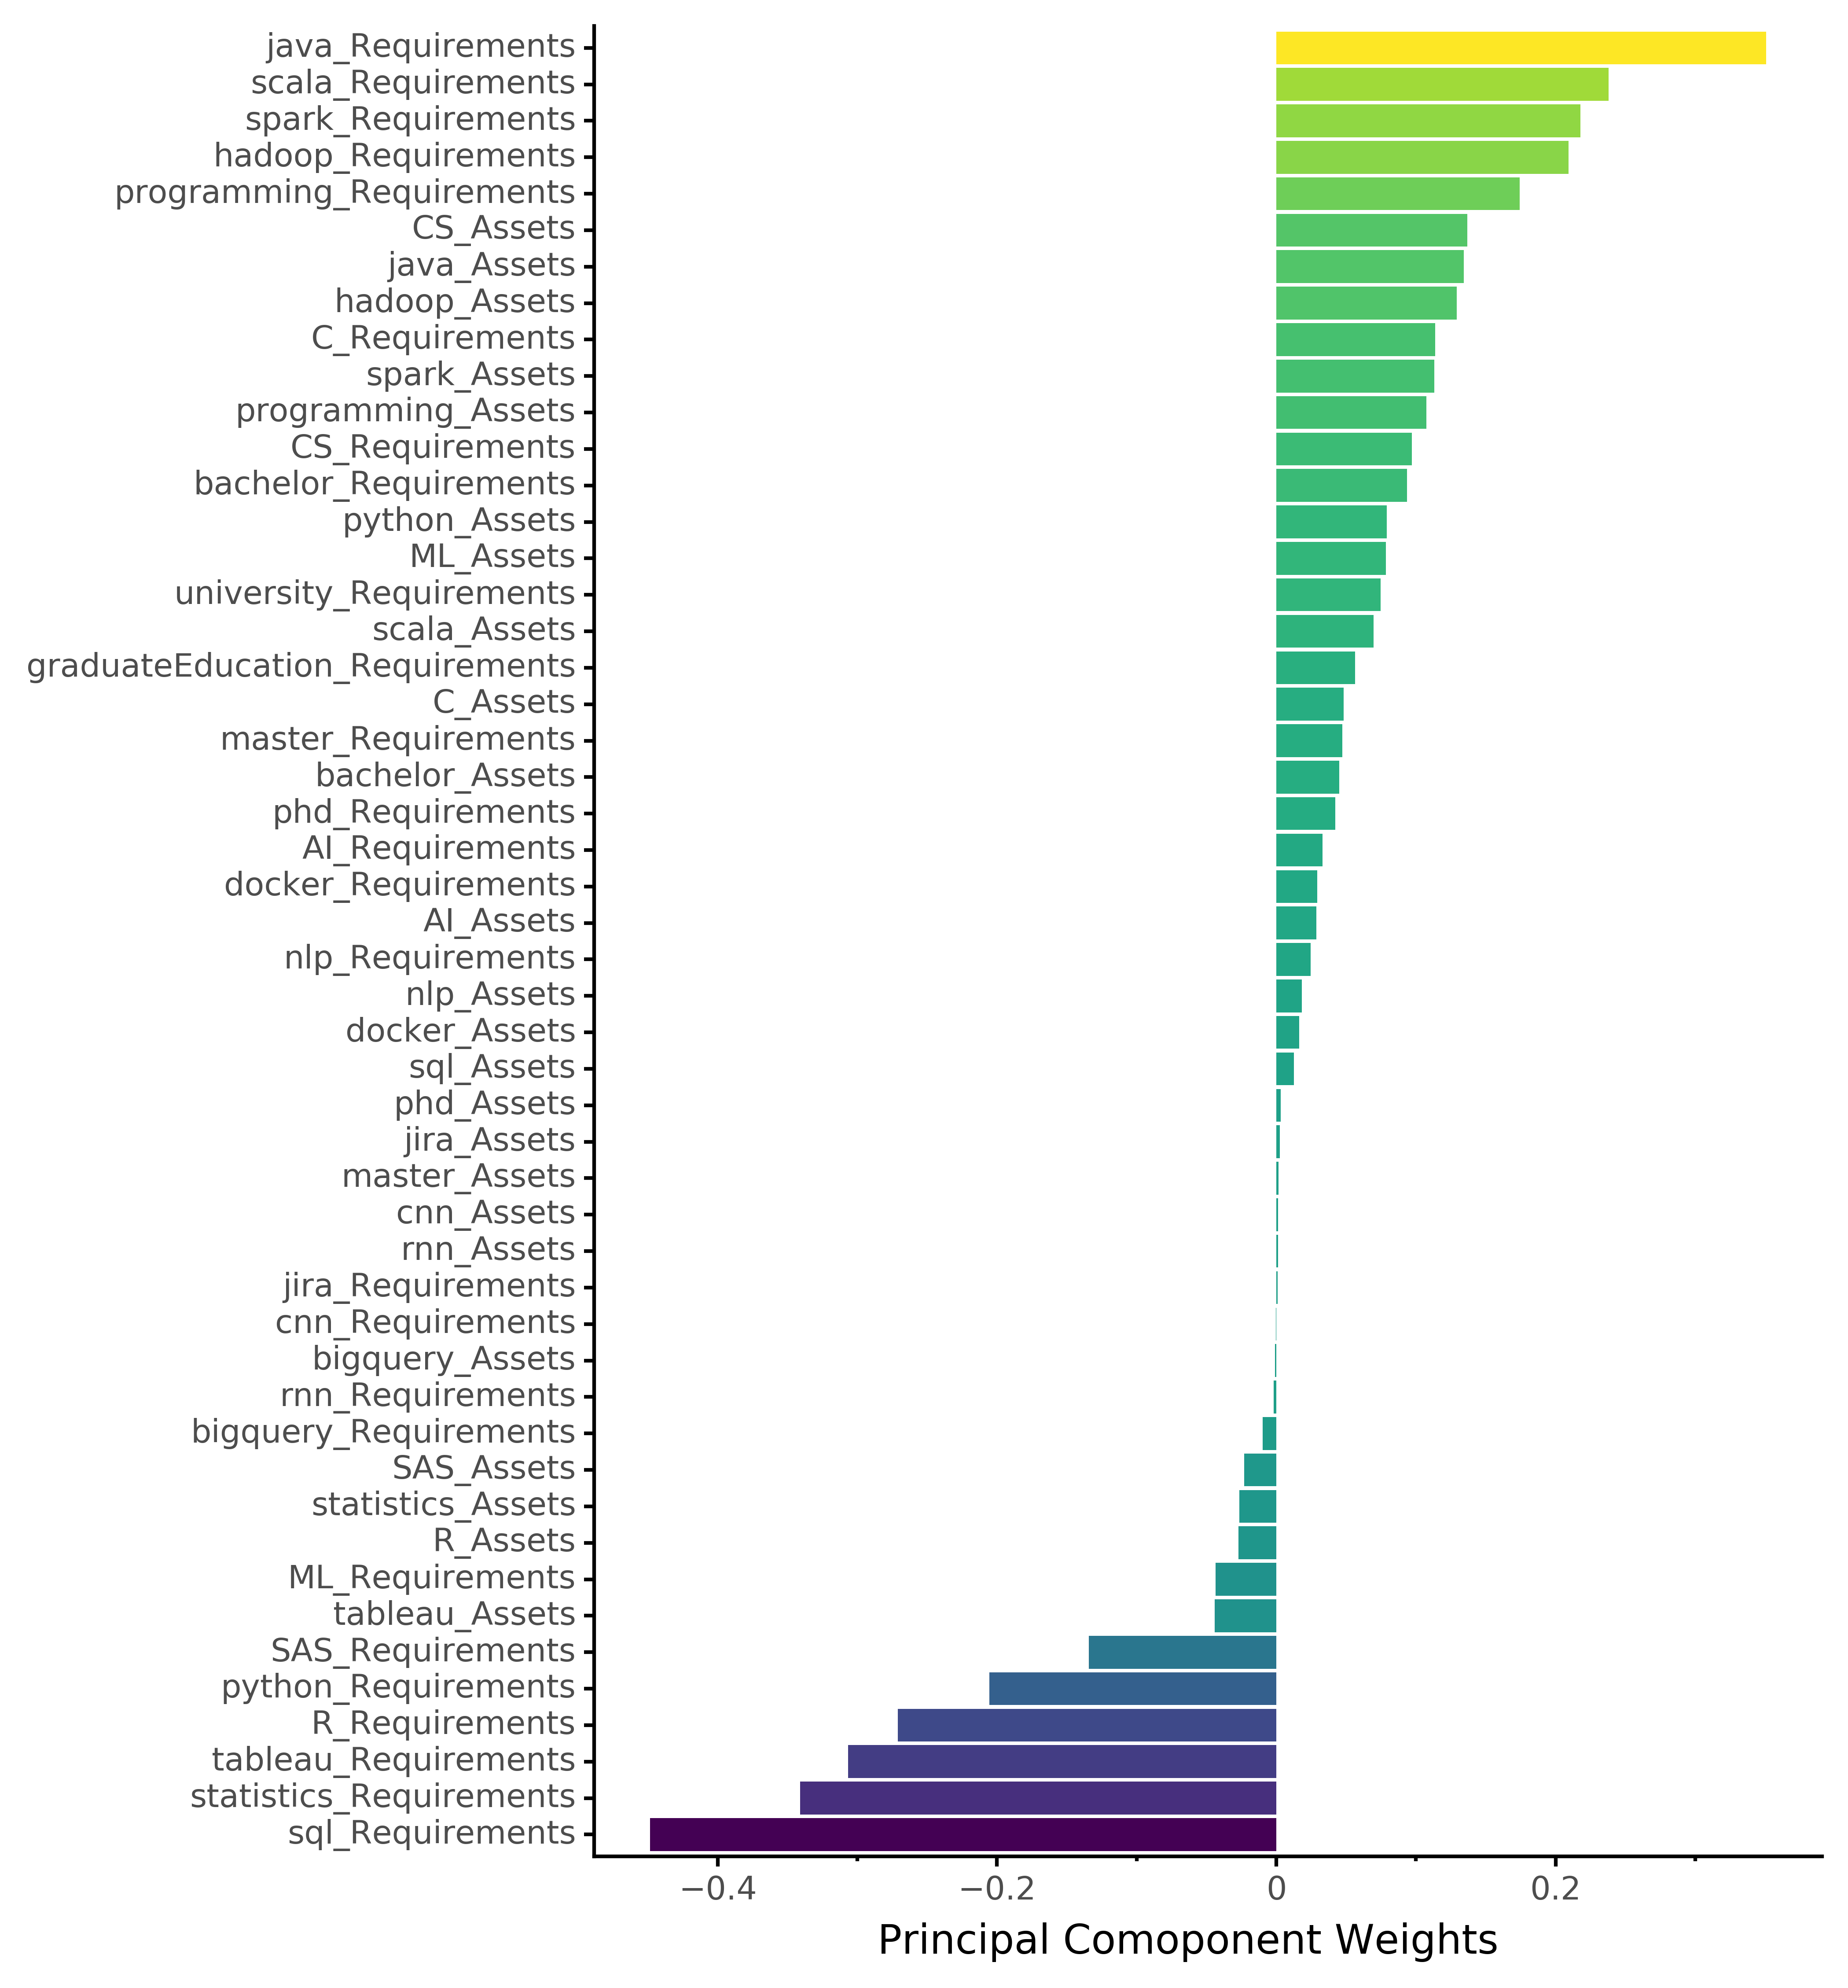 java_Requirements
scala_Requirements
spark_Requirements
hadoop_Requirements
programming_Requirements
CS_Assets
java_Assets
hadoop_Assets
C_Requirements
spark_Assets
programming_Assets
CS_Requirements
bachelor_Requirements
python_Assets
ML_Assets
university_Requirements
scala_Assets
graduateEducation_Requirements
C_Assets
master_Requirements
bachelor_Assets
phd_Requirements
AI_Requirements
docker_Requirements
AI_Assets
nlp_Requirements
nlp_Assets
docker_Assets
sql_Assets
phd_Assets
jira_Assets
master_Assets
cnn_Assets
rnn_Assets
jira_Requirements
cnn_Requirements
bigquery_Assets
rnn_Requirements
bigquery_Requirements
SAS_Assets
statistics_Assets
R_Assets
ML_Requirements
tableau_Assets
SAS_Requirements
python_Requirements
R_Requirements
tableau_Requirements
statistics_Requirements
sql_Requirements
−0.4 −0.2 0 0.2
Principal Comoponent Weights